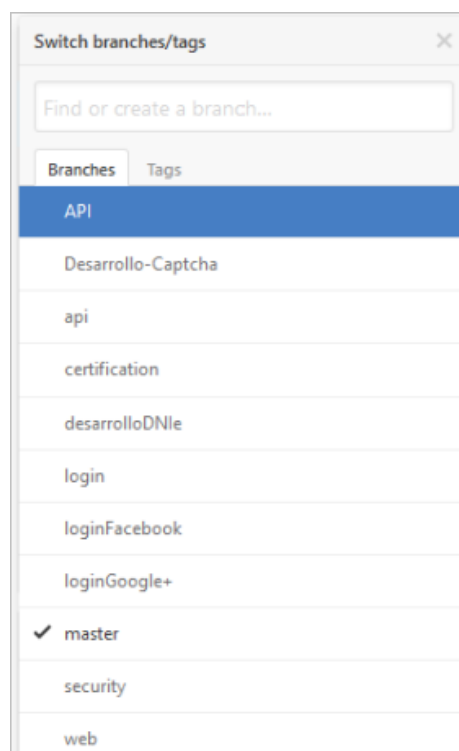 Switch branches/tags
Find or create a branch...
Branches Tags
API
Desarrollo-Captcha
api
certification
desarrolloDNIe
login
loginFacebook
loginGoogle+
master
security
web